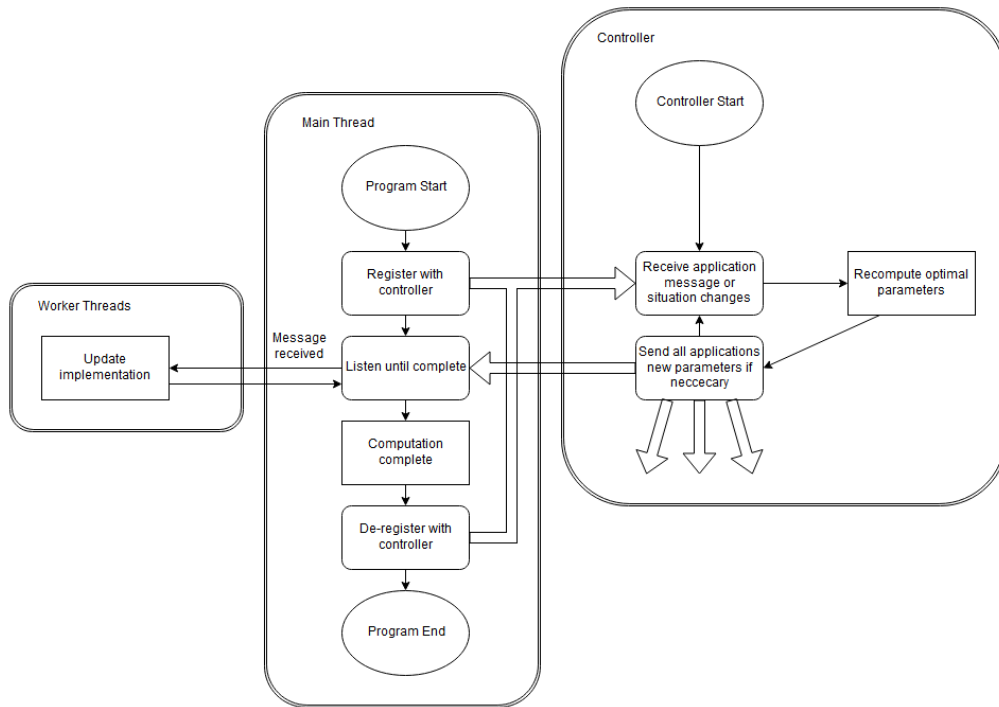 Controller
Controller Start
Receive application
message or
situation changes
Recompute optimal
parameters
Send all applications
new parameters if
neccecary
Main Thread
Program Start
Register with
controller
Listen until complete
Computation
complete
De-register with
controller
Program End
Message
received
Worker Threads
Update
implementation